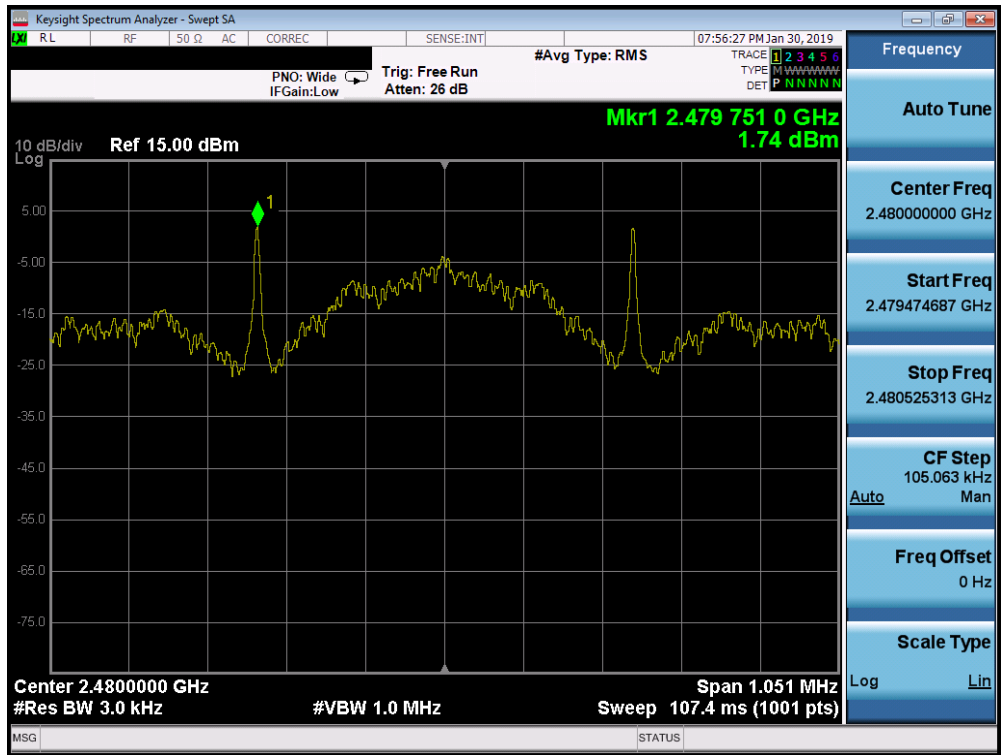 Keysight Spectrum Analyzer - Swept SA
LXI RL RF 50 Ω AC CORREC SENSE:INT 07:56:27 PM Jan 30, 2019
PNO: Wide Trig: Free Run #Avg Type: RMS TRACE 1 2 3 4 5 6
IFGain:Low Atten: 26 dB TYPE M WWWWW
DET P N N N N N
Mkr1 2.479 751 0 GHz
1.74 dBm
10 dB/div Ref 15.00 dBm
Log
1
5.00
-5.00
-15.0
-25.0
-35.0
-45.0
-55.0
-65.0
-75.0
Center 2.4800000 GHz Span 1.051 MHz
#Res BW 3.0 kHz #VBW 1.0 MHz Sweep 107.4 ms (1001 pts)
MSG STATUS
Frequency
Auto Tune
Center Freq
2.480000000 GHz
Start Freq
2.479474687 GHz
Stop Freq
2.480525313 GHz
CF Step
105.063 kHz
Auto Man
Freq Offset
0 Hz
Scale Type
Log Lin